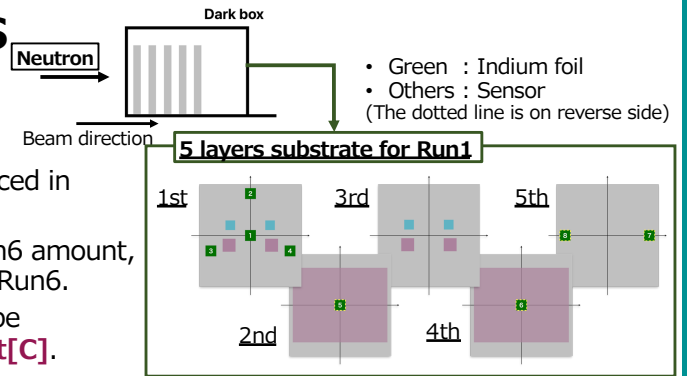 s
Dark box
Neutron
Beam direction
• Green : Indium foil
• Others : Sensor
(The dotted line is on reverse side)
ced in
n6 amount,
Run6.
be
t[C].
5 layers substrate for Run1
1st
3rd
5th
2
1
3
4
8
7
5
6
2nd
4th